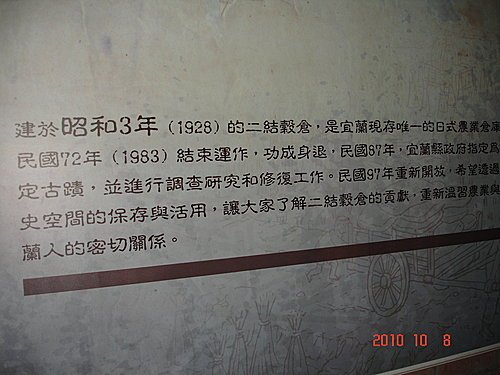 建於昭和3年（1928）的二結穀倉，是宜蘭現存唯一的日式農業倉庫
民國72年（1983）結束運作，功成身退，民國87年，宜蘭縣政府指定為
定古蹟，並進行調查研究和修復工作。民國97年重新開放，希望透過
史空間的保存與活用，讓大家了解二結穀倉的貢獻，重新溫習農業與
蘭人的密切關係。
2010 10 8